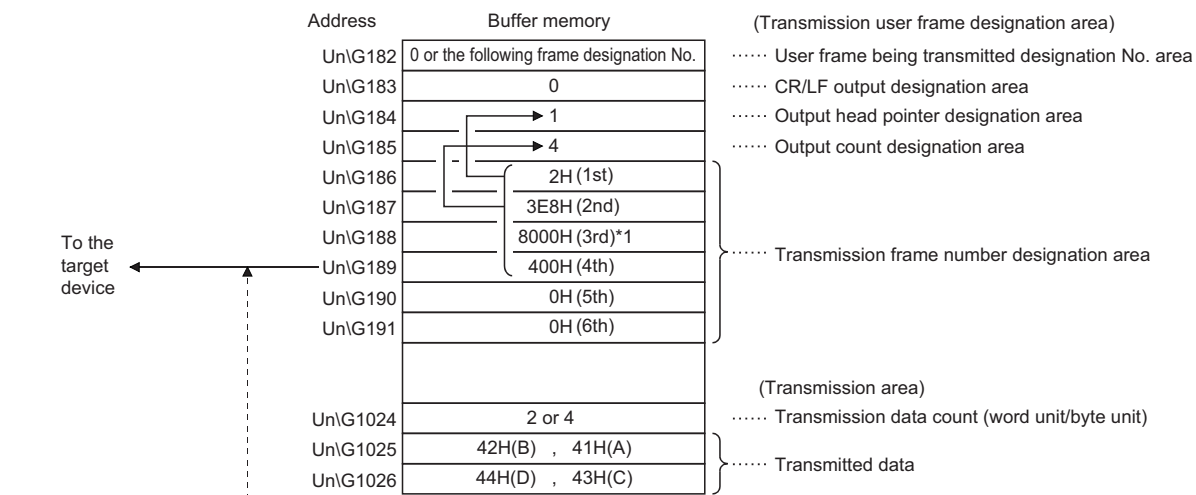 Address Buffer memory (Transmission user frame designation area)
Un\G182 0 or the following frame designation No. ...... User frame being transmitted designation No. area
Un\G183 0 ...... CR/LF output designation area
Un\G184 1 ...... Output head pointer designation area
Un\G185 4 ...... Output count designation area
Un\G186 2H (1st)
Un\G187 3E8H (2nd)
Un\G188 8000H (3rd)*1
To the
target
device
Un\G189 400H (4th)
...... Transmission frame number designation area
Un\G190 0H (5th)
Un\G191 0H (6th)
(Transmission area)
Un\G1024 2 or 4 ...... Transmission data count (word unit/byte unit)
Un\G1025 42H(B) , 41H(A)
...... Transmitted data
Un\G1026 44H(D) , 43H(C)